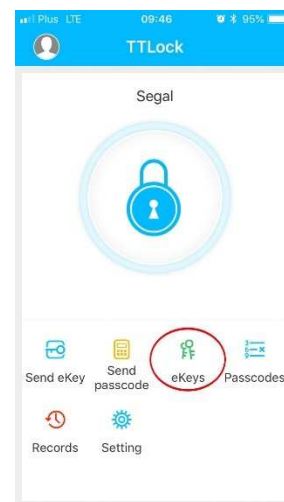 Plus LTE 09:46 95%
TTLock
Segal
Send eKey Send passcode eKeys Passcodes
Records Setting